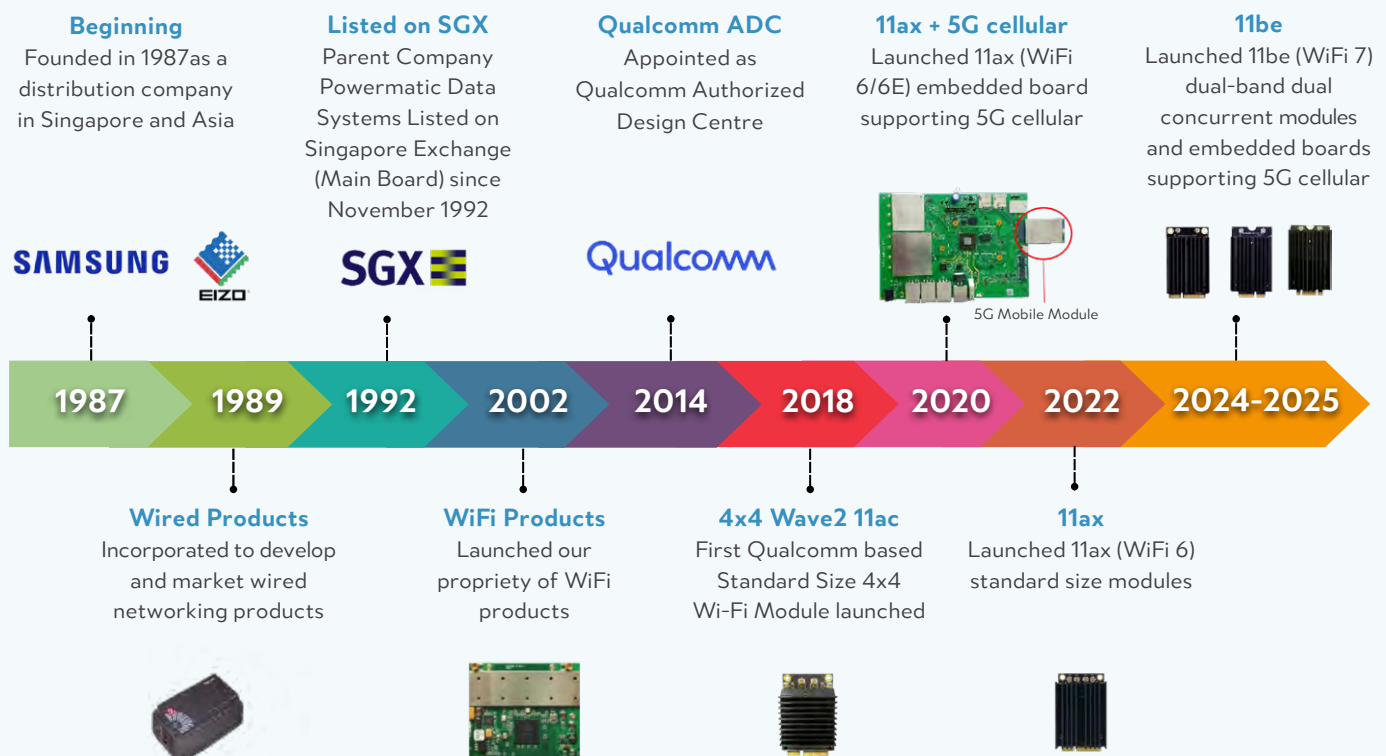 Beginning
Founded in 1987as a
distribution company
in Singapore and Asia
SAMSUNG
EIZO
Listed on SGX
Parent Company
Powermatic Data
Systems Listed on
Singapore Exchange
(Main Board) since
November 1992
SGX
Qualcomm ADC
Appointed as
Qualcomm Authorized
Design Centre
Qualcomm
11ax + 5G cellular
Launched 11ax (WiFi
6/6E) embedded board
supporting 5G cellular
5G Mobile Module
11be
Launched 11be (WiFi 7)
dual-band dual
concurrent modules
and embedded boards
supporting 5G cellular
1987
1989
1992
2002
2014
2018
2020
2022
2024-2025
Wired Products
Incorporated to develop
and market wired
networking products
WiFi Products
Launched our
propriety of WiFi
products
4x4 Wave2 11ac
First Qualcomm based
Standard Size 4x4
Wi-Fi Module launched
11ax
Launched 11ax (WiFi 6)
standard size modules